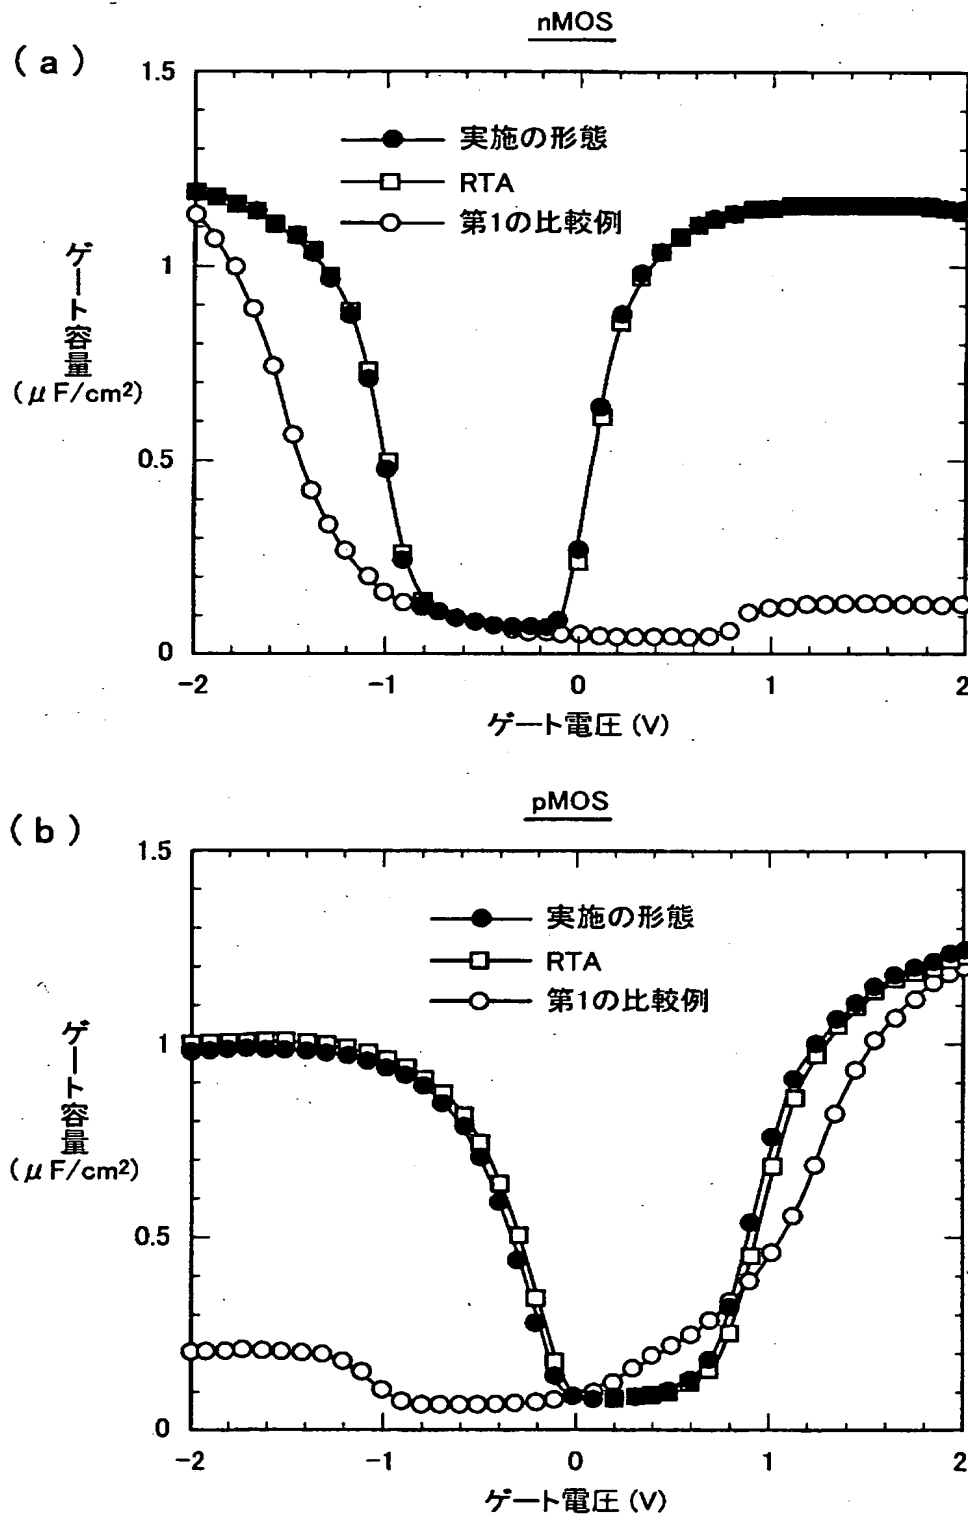 nMOS
(a)
1.5
実施の形態
RTA
第1の比較例
1
ゲート容量
(μF/cm²)
0.5
0
-2 -1 0 1 2
ゲート電圧 (V)
pMOS
(b)
1.5
実施の形態
RTA
第1の比較例
1
ゲート容量
(μF/cm²)
0.5
0
-2 -1 0 1 2
ゲート電圧 (V)